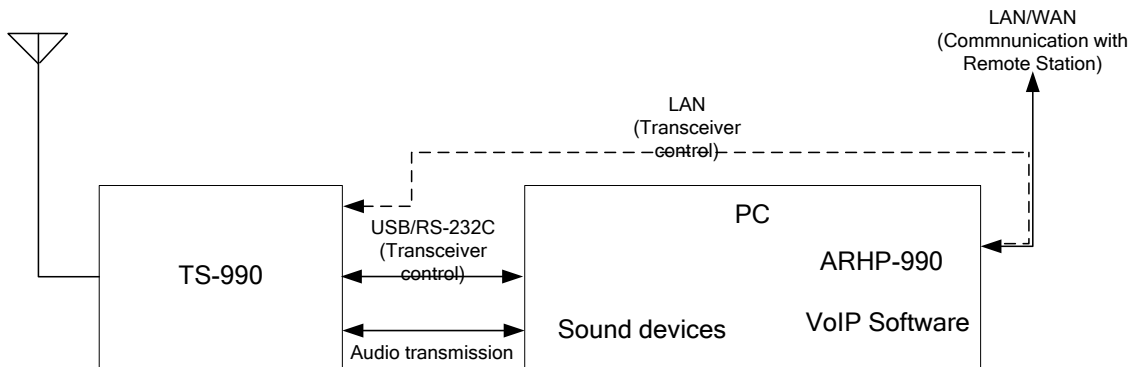 LAN/WAN
(Commnunication with
Remote Station)
LAN
(Transceiver
control)
PC
USB/RS-232C
(Transceiver
control)
TS-990
ARHP-990
Sound devices
VoIP Software
Audio transmission